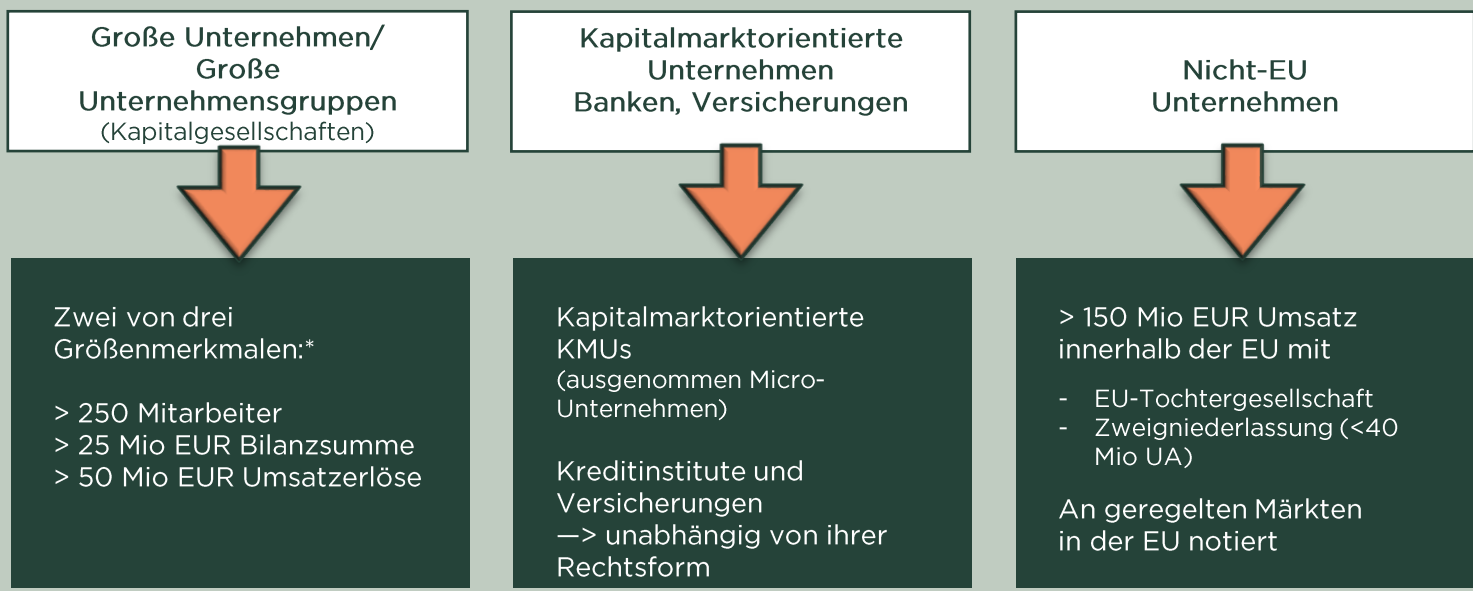 Große Unternehmen/
Große
Unternehmensgruppen
(Kapitalgesellschaften)
Zwei von drei
Größenmerkmalen:*
> 250 Mitarbeiter
> 25 Mio EUR Bilanzsumme
> 50 Mio EUR Umsatzerlöse
Kapitalmarktorientierte
Unternehmen
Banken, Versicherungen
Kapitalmarktorientierte
KMUs
(ausgenommen Micro-
Unternehmen)
Kreditinstitute und
Versicherungen
—> unabhängig von ihrer
Rechtsform
Nicht-EU
Unternehmen
> 150 Mio EUR Umsatz
innerhalb der EU mit
- EU-Tochtergesellschaft
- Zweigniederlassung (<40
Mio UA)
An geregelten Märkten
in der EU notiert